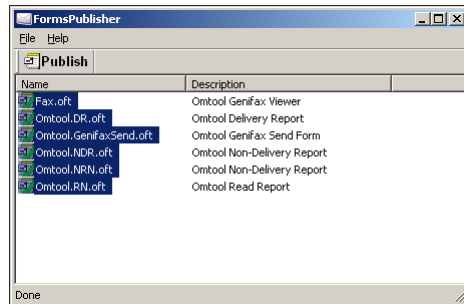 FormsPublisher
File Help
Publish
Name Description
Fax.oft Omtool Genifax Viewer
Omtool.DR.oft Omtool Delivery Report
Omtool.GenifaxSend.oft Omtool Genifax Send Form
Omtool.NDR.oft Omtool Non-Delivery Report
Omtool.NRN.oft Omtool Non-Delivery Report
Omtool.RN.oft Omtool Read Report
Done